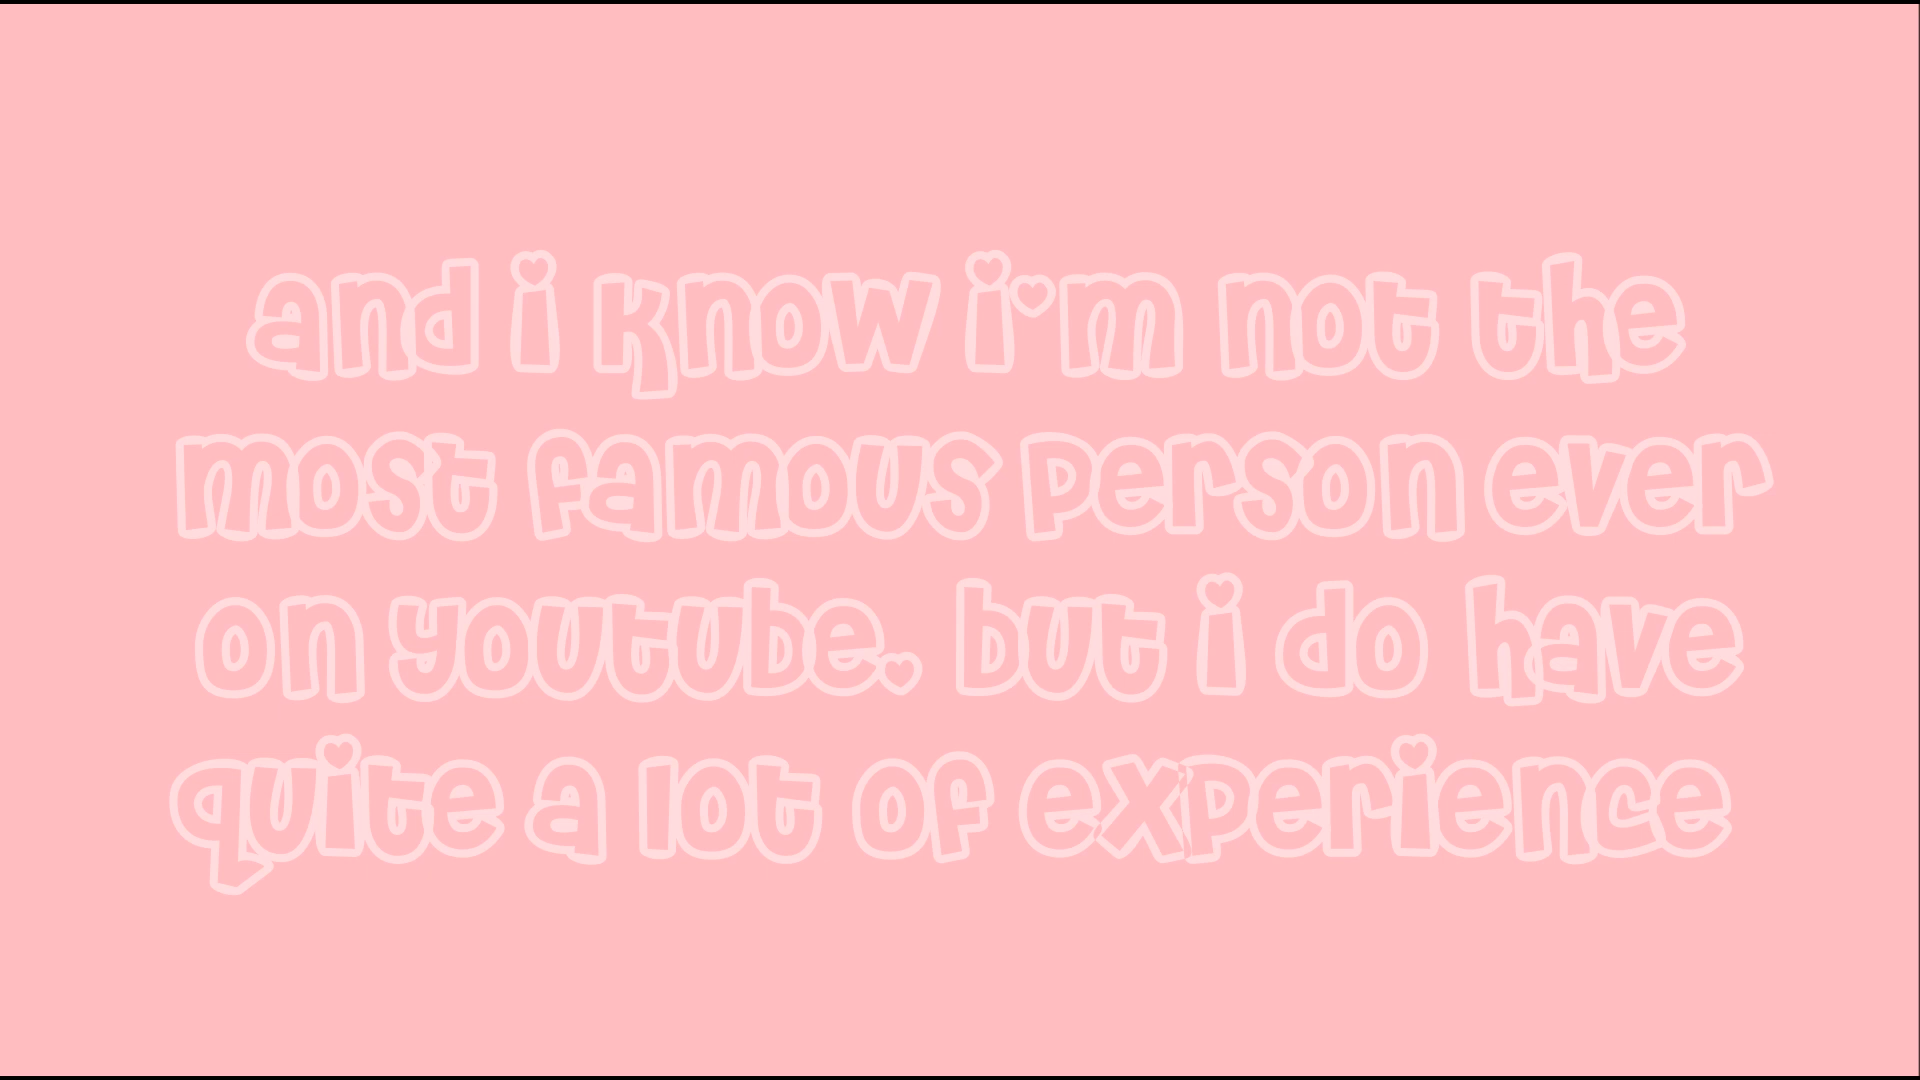 and i know i'm not the
most famous person ever
on youtube. but i do have
quite a lot of experience